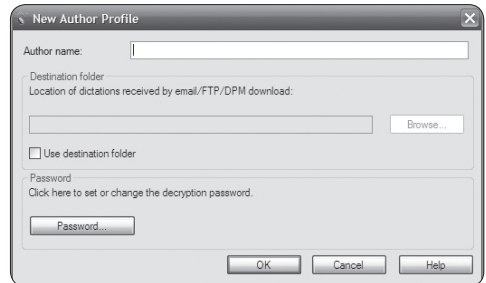 New Author Profile
Author name:
Destination folder
Location of dictations received by email/FTP/DPM download:
Browse...
Use destination folder
Password
Click here to set or change the decryption password.
Password...
OK Cancel Help